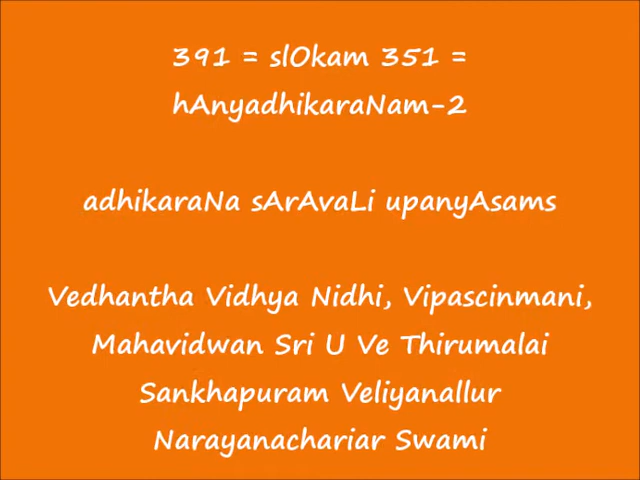 391 = slOkam 351 =
hAnyadhikaraNam-2
adhikaraNa sArAvaLi upanyAsams
Vedhantha Vidhya Nidhi, Vipascinmani,
Mahavidwan Sri U Ve Thirumalai
Sankhapuram Veliyanallur
Narayanachariar Swami